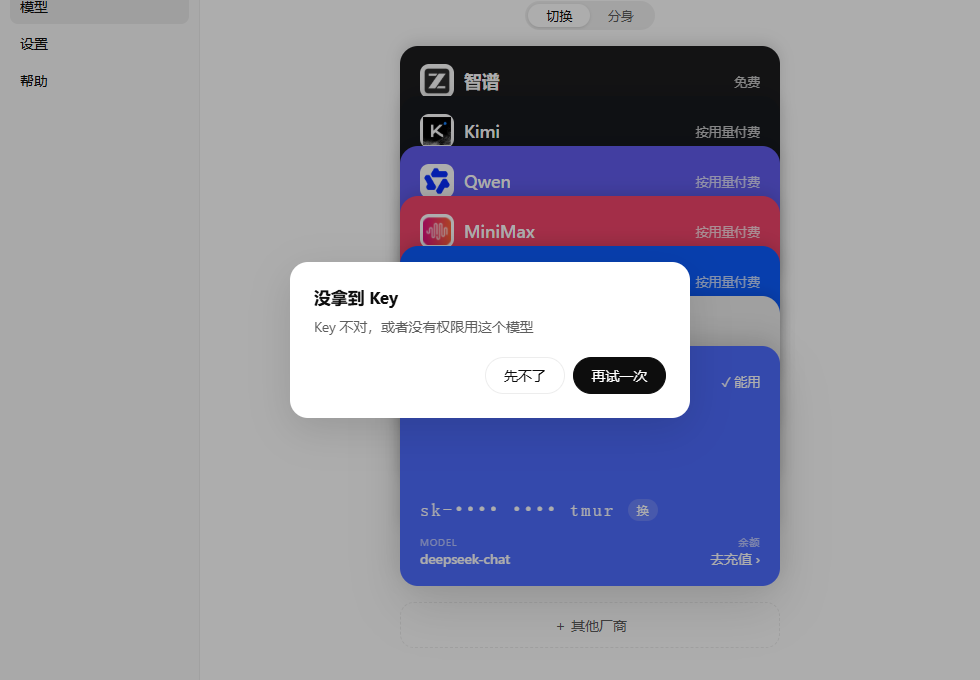 模型
设置
帮助
切换 分身
智谱 免费
Kimi 按用量付费
Qwen 按用量付费
MiniMax 按用量付费
按用量付费
没拿到 Key
Key 不对，或者没有权限用这个模型
先不了 再试一次
✓ 能用
sk-•••• •••• tmur 换
MODEL 余额
deepseek-chat 去充值 ›
+ 其他厂商